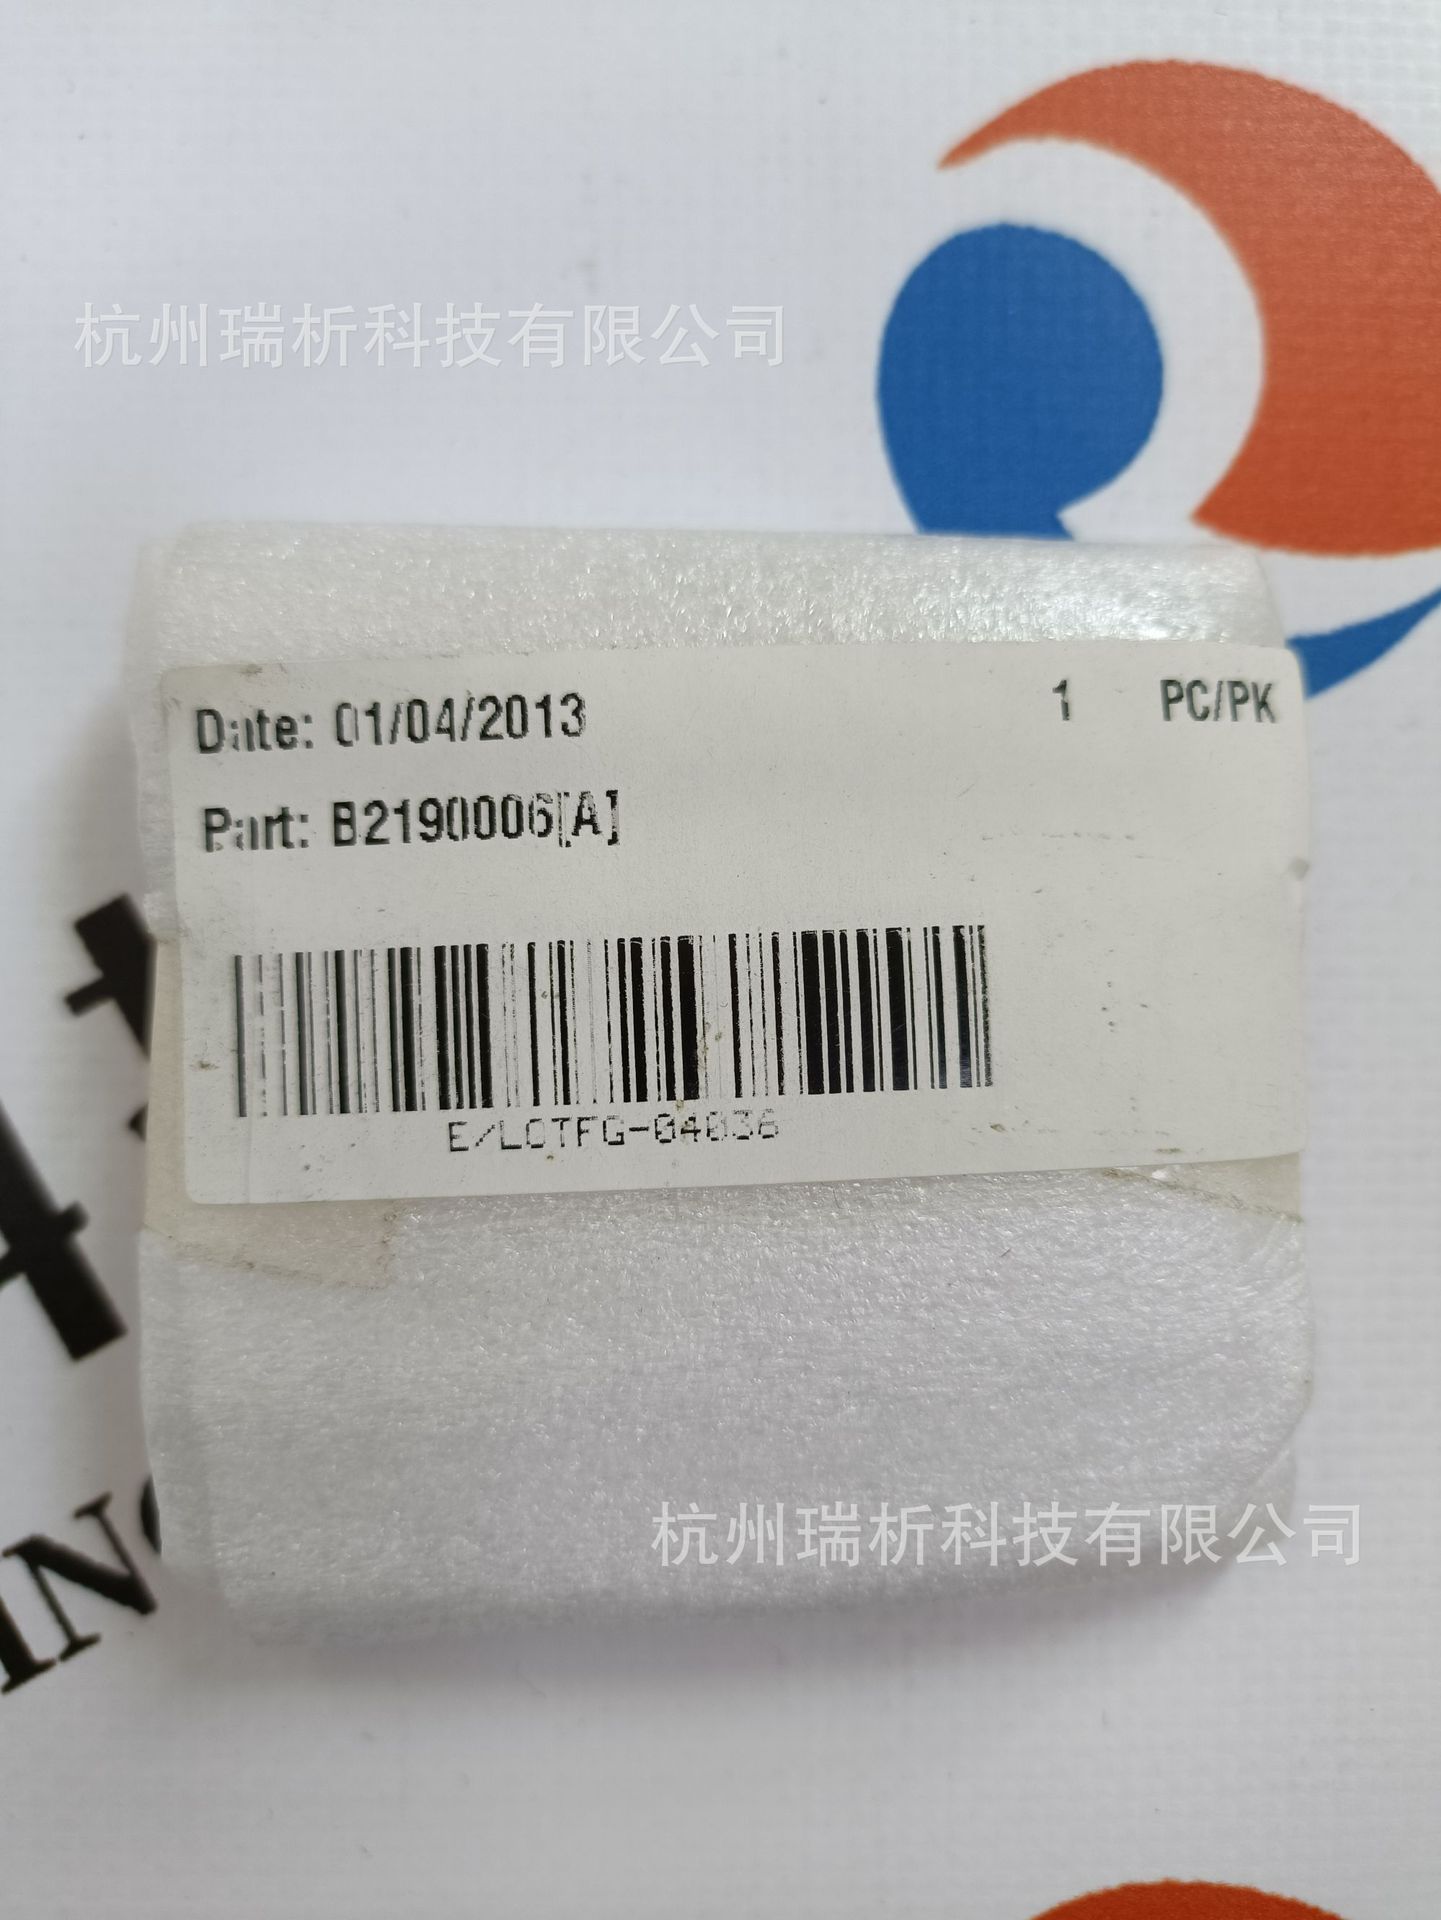 杭州瑞析科技有限公司
Date: 01/04/2013
1 PC/PK
Part: B2190006[A]
E/LOTFG-04036
杭州瑞析科技有限公司